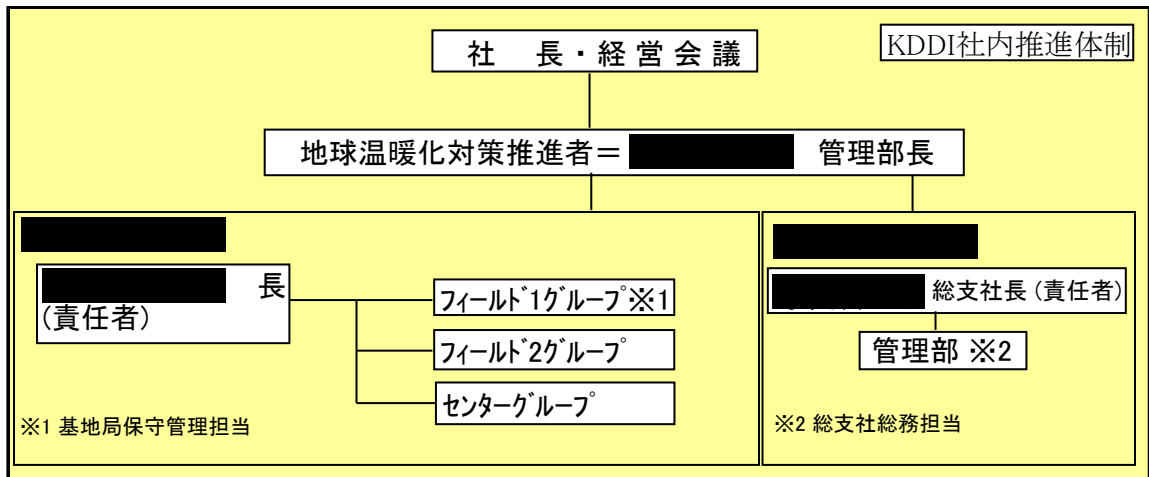 KDDI社内推進体制
社　長・経営会議
地球温暖化対策推進者＝　管理部長
長
(責任者)
ﾌｨｰﾙﾄﾞ1ｸﾞﾙｰﾌﾟ※1
ﾌｨｰﾙﾄﾞ2ｸﾞﾙｰﾌﾟ
ｾﾝﾀｰｸﾞﾙｰﾌﾟ
※1 基地局保守管理担当
総支社長(責任者)
管理部 ※2
※2 総支社総務担当